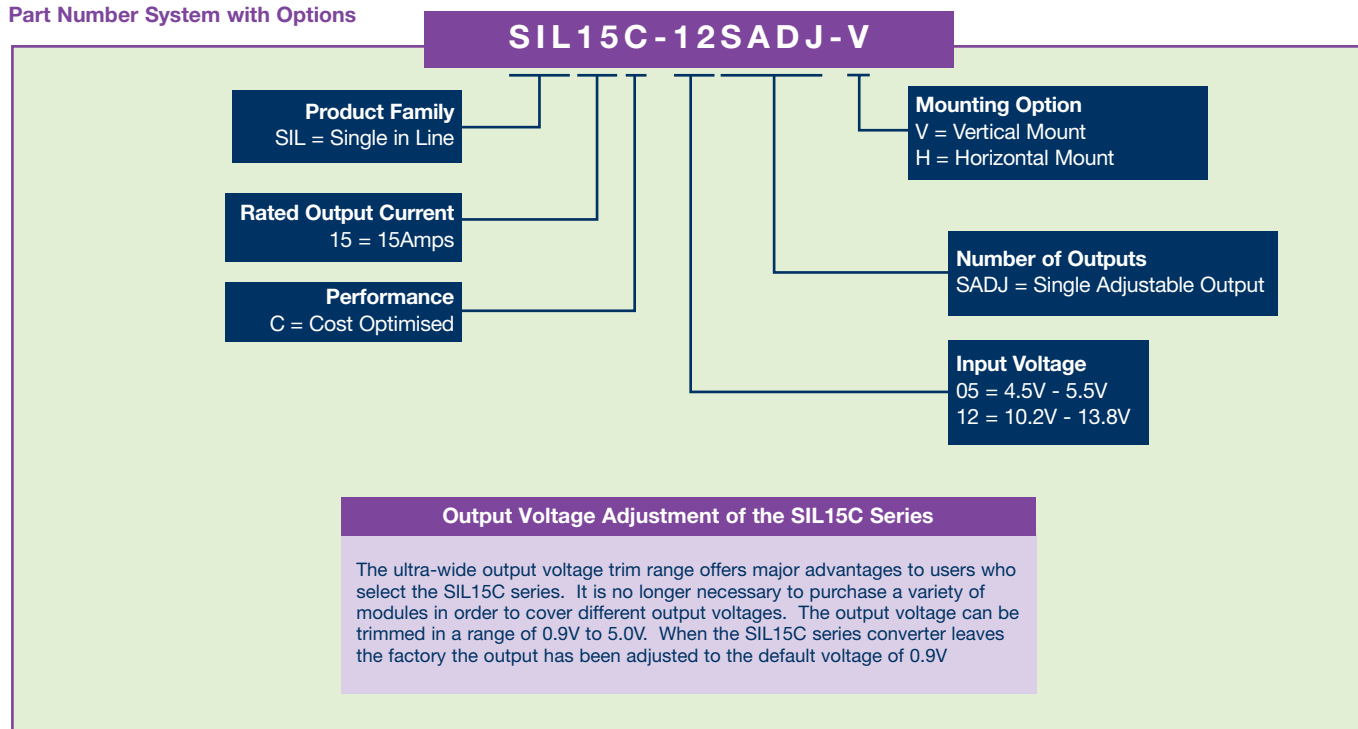 Part Number System with Options
SIL15C-12SADJ-V
Product Family
SIL = Single in Line
Rated Output Current
15 = 15Amps
Performance
C = Cost Optimised
Mounting Option
V = Vertical Mount
H = Horizontal Mount
Number of Outputs
SADJ = Single Adjustable Output
Input Voltage
05 = 4.5V - 5.5V
12 = 10.2V - 13.8V
Output Voltage Adjustment of the SIL15C Series
The ultra-wide output voltage trim range offers major advantages to users who
select the SIL15C series. It is no longer necessary to purchase a variety of
modules in order to cover different output voltages. The output voltage can be
trimmed in a range of 0.9V to 5.0V. When the SIL15C series converter leaves
the factory the output has been adjusted to the default voltage of 0.9V